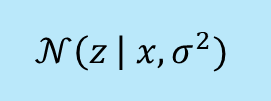 𝒩(𝑧 | 𝑥, 𝜎²)